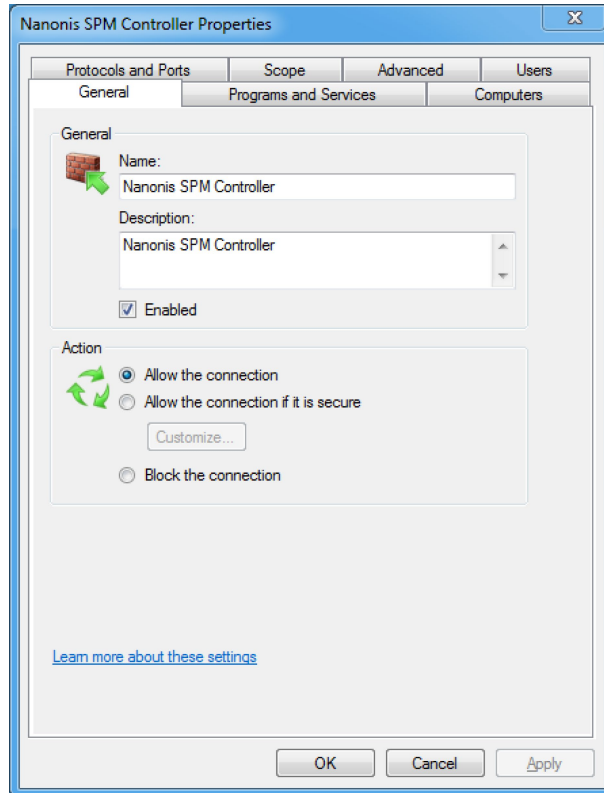 Nanonis SPM Controller Properties
Protocols and Ports
Scope
Advanced
Users
General
Programs and Services
Computers
General
Name:
Nanonis SPM Controller
Description:
Nanonis SPM Controller
Enabled
Action
Allow the connection
Allow the connection if it is secure
Customize...
Block the connection
Learn more about these settings
OK
Cancel
Apply